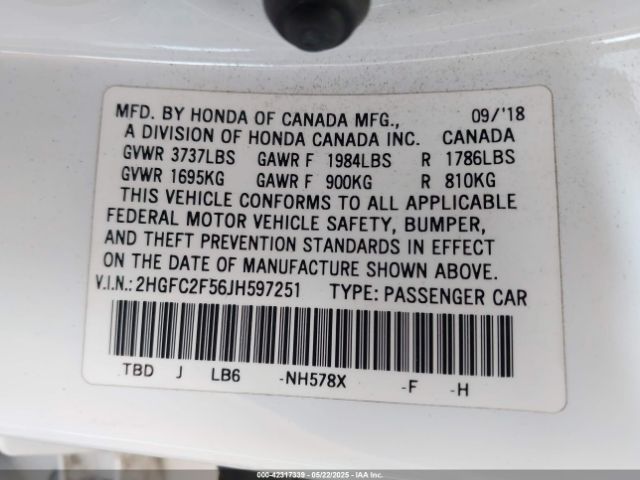 MFD. BY HONDA OF CANADA MFG., 09/'18
A DIVISION OF HONDA CANADA INC. CANADA
GVWR 3737LBS GAWR F 1984LBS R 1786LBS
GVWR 1695KG GAWR F 900KG R 810KG
THIS VEHICLE CONFORMS TO ALL APPLICABLE
FEDERAL MOTOR VEHICLE SAFETY, BUMPER,
AND THEFT PREVENTION STANDARDS IN EFFECT
ON THE DATE OF MANUFACTURE SHOWN ABOVE.
V.I.N.: 2HGFC2F56JH597251 TYPE: PASSENGER CAR
TBD J LB6 -NH578X -F -H
000-42317339 - 05/22/2025 - IAA Inc.